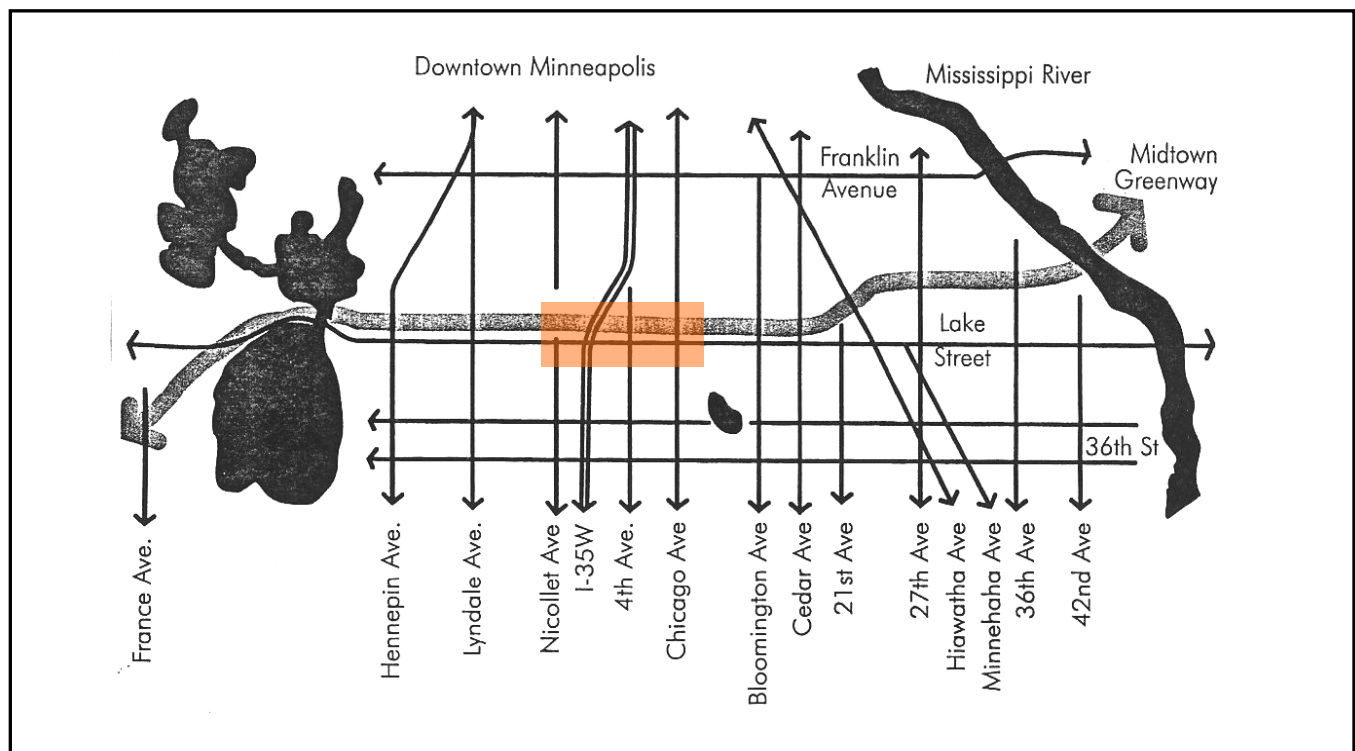 Downtown Minneapolis
Mississippi River
Franklin
Avenue
Midtown
Greenway
Lake
Street
36th St
France Ave.
Hennepin Ave.
Lyndale Ave.
Nicollet Ave
I-35W
4th Ave.
Chicago Ave
Bloomington Ave
Cedar Ave
21st Ave
27th Ave
Hiawatha Ave
Minnehaha Ave
36th Ave
42nd Ave